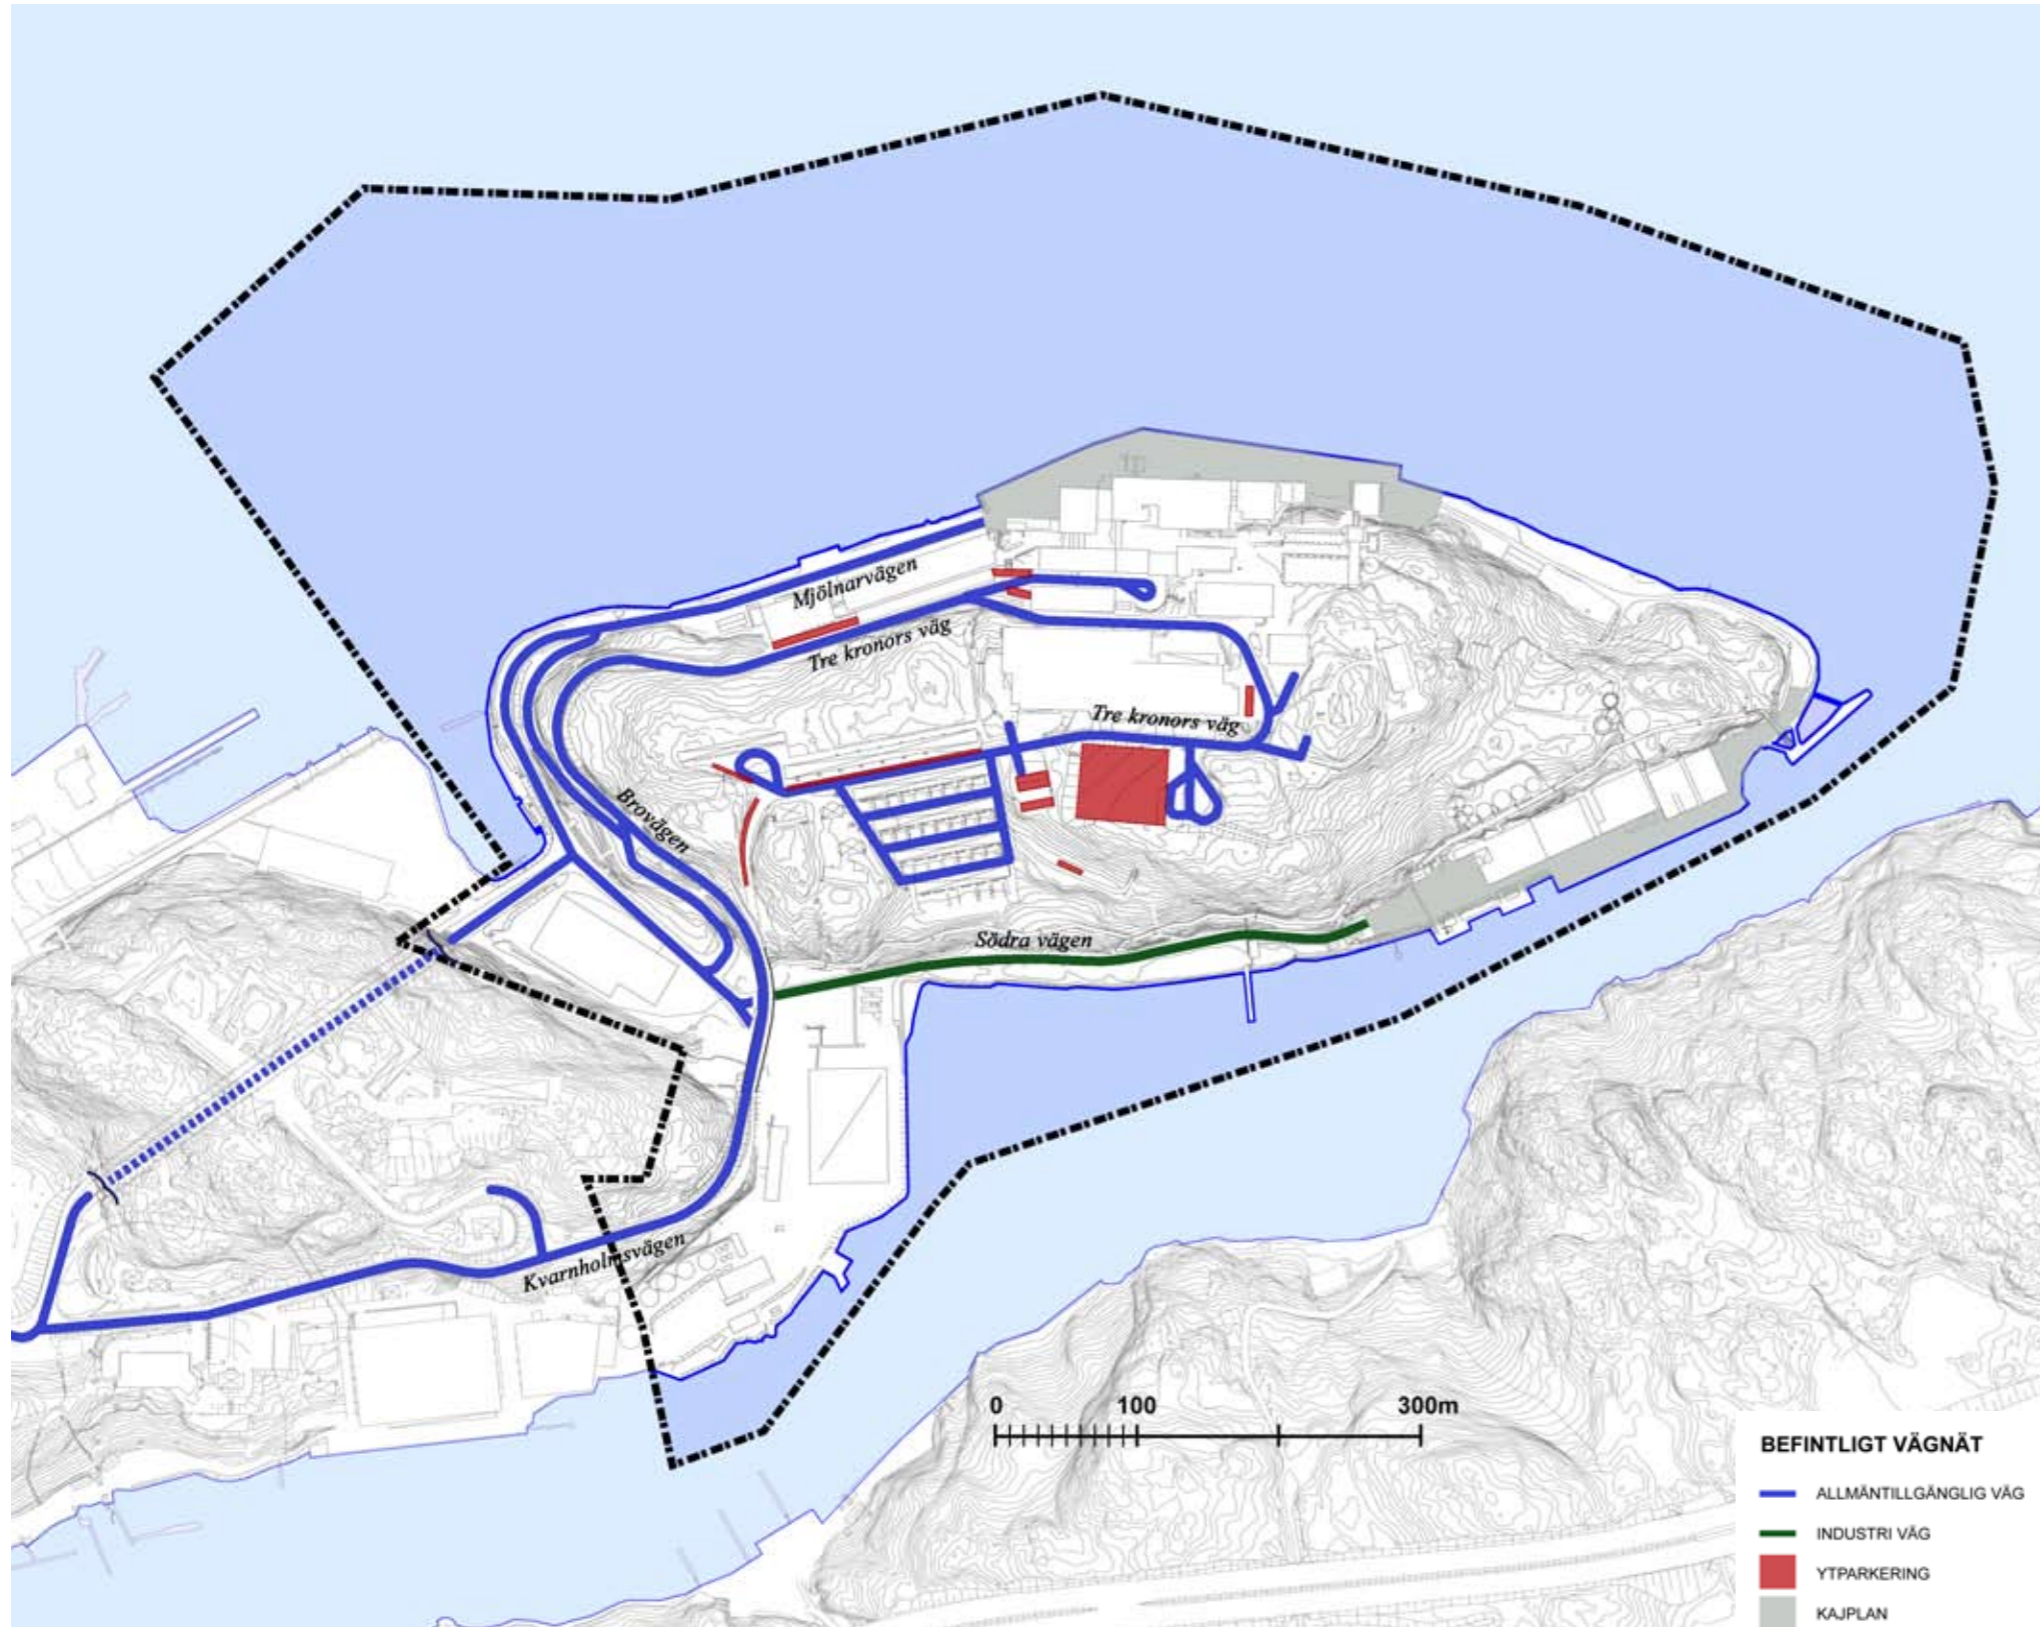 Mjölnarvägen
Tre kronors väg
Tre kronors väg
Brovägen
Södra vägen
Kvarnholmsvägen
0 100 300m
BEFINTLIGT VÄGNÄT
ALLMÄNTILLGÄNGLIG VÄG
INDUSTRI VÄG
YTPARKERING
KAJPLAN